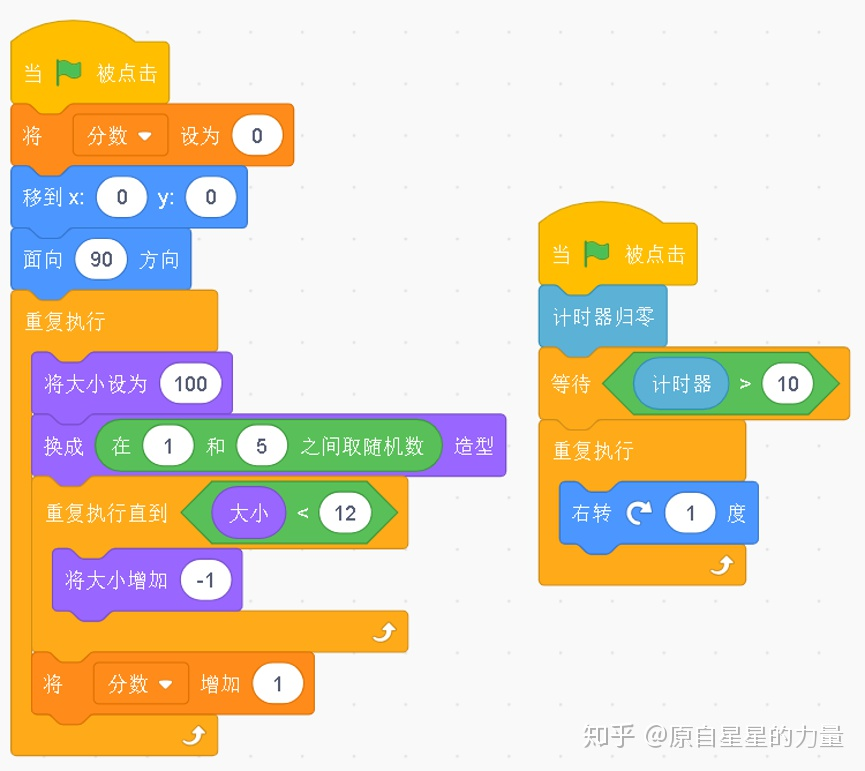 当 被点击
将 分数 设为 0
移到 x: 0 y: 0
面向 90 方向
重复执行
将大小设为 100
换成 在 1 和 5 之间取随机数 造型
重复执行直到 大小 < 12
将大小增加 -1
将 分数 增加 1
当 被点击
计时器归零
等待 计时器 > 10
重复执行
右转 1 度
知乎 @原自星星的力量